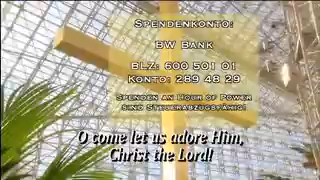 Spendenkonto:
BW Bank
BLZ: 600 501 01
Konto: 289 48 29
Spenden an Hour of Power
sind steuerabzugsfähig!
O come let us adore Him,
Christ the Lord!